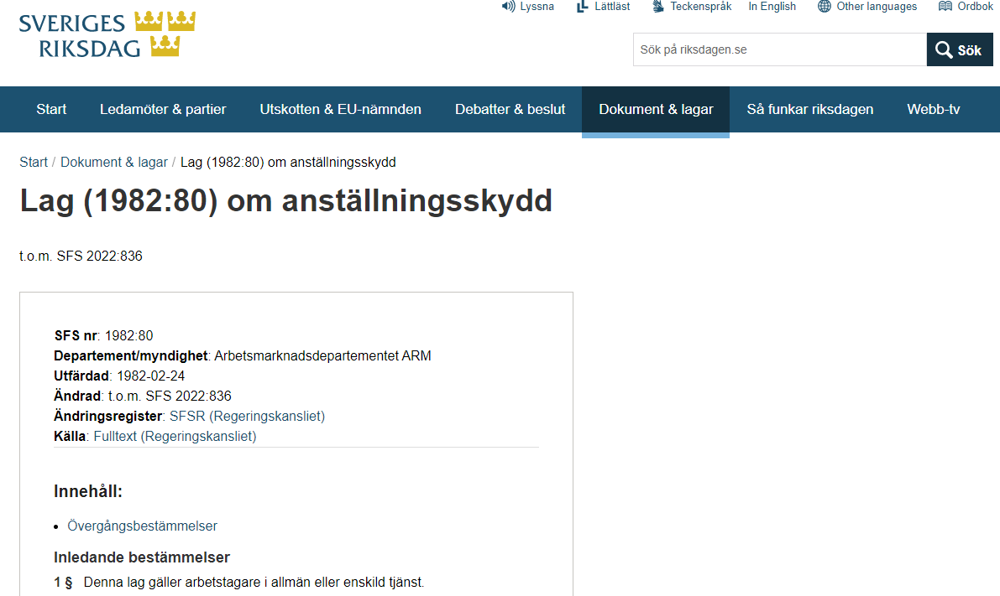 Lyssna Lättläst Teckenspråk In English Other languages Ordbok
SVERIGES
RIKSDAG
Sök på riksdagen.se Sök
Start Ledamöter & partier Utskotten & EU-nämnden Debatter & beslut Dokument & lagar Så funkar riksdagen Webb-tv
Start / Dokument & lagar / Lag (1982:80) om anställningsskydd
Lag (1982:80) om anställningsskydd
t.o.m. SFS 2022:836
SFS nr: 1982:80
Departement/myndighet: Arbetsmarknadsdepartementet ARM
Utfärdad: 1982-02-24
Ändrad: t.o.m. SFS 2022:836
Ändringsregister: SFSR (Regeringskansliet)
Källa: Fulltext (Regeringskansliet)
Innehåll:
• Övergångsbestämmelser
Inledande bestämmelser
1 § Denna lag gäller arbetstagare i allmän eller enskild tjänst.